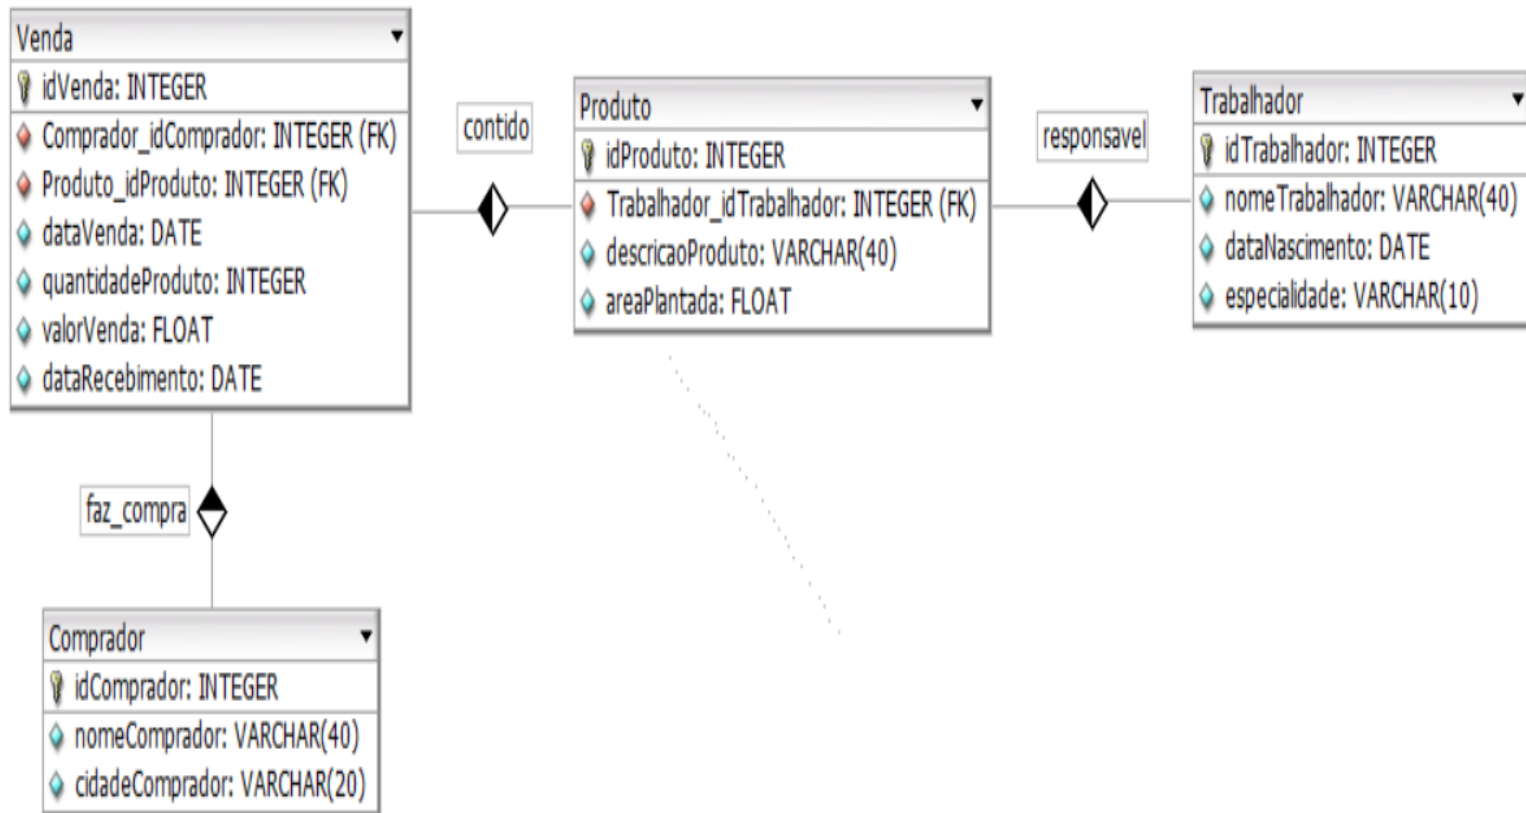 Venda
idVenda: INTEGER
Comprador_idComprador: INTEGER (FK)
Produto_idProduto: INTEGER (FK)
dataVenda: DATE
quantidadeProduto: INTEGER
valorVenda: FLOAT
dataRecebimento: DATE
contido
Produto
idProduto: INTEGER
Trabalhador_idTrabalhador: INTEGER (FK)
descricaoProduto: VARCHAR(40)
areaPlantada: FLOAT
responsavel
Trabalhador
idTrabalhador: INTEGER
nomeTrabalhador: VARCHAR(40)
dataNascimento: DATE
especialidade: VARCHAR(10)
faz_compra
Comprador
idComprador: INTEGER
nomeComprador: VARCHAR(40)
cidadeComprador: VARCHAR(20)